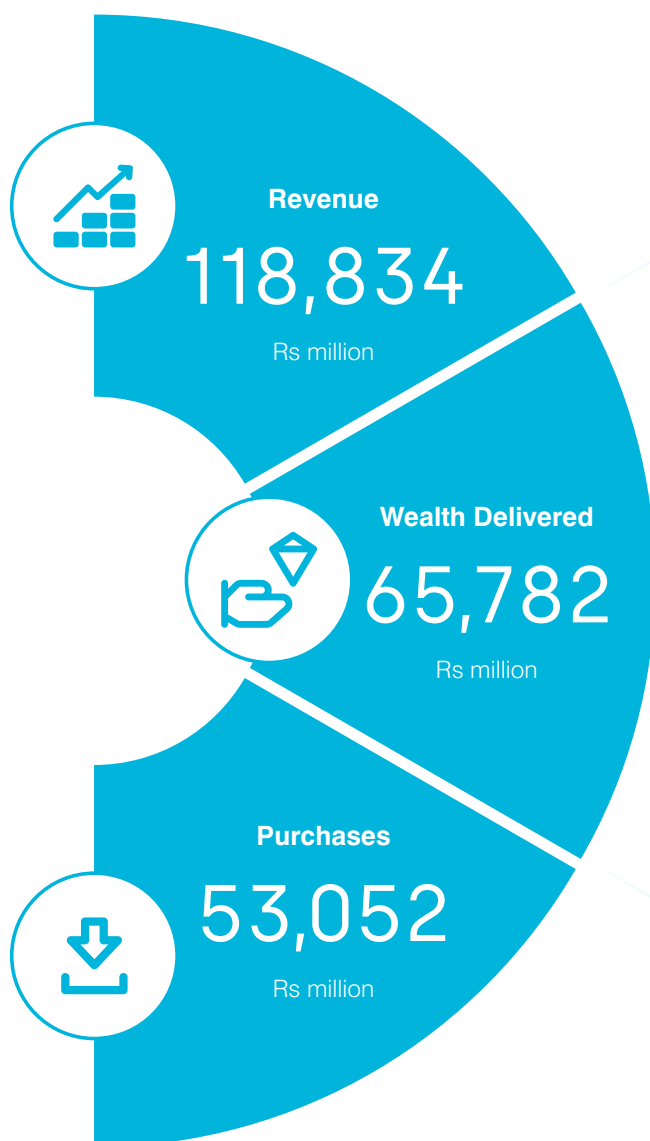 Revenue
118,834
Rs million
Wealth Delivered
65,782
Rs million
Purchases
53,052
Rs million